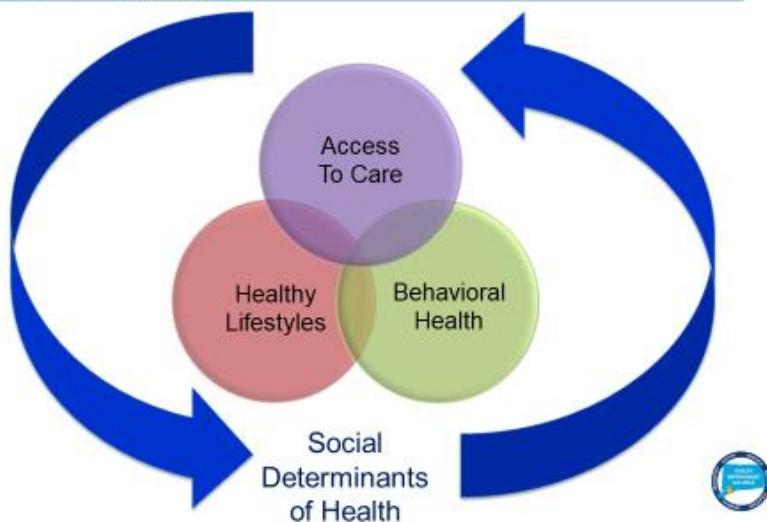 Access
To Care
Healthy
Lifestyles
Behavioral
Health
Social
Determinants
of Health